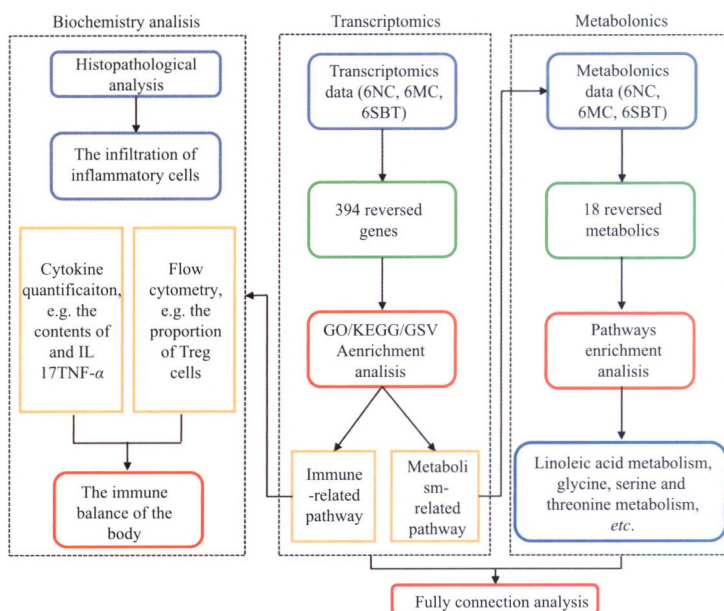 Biochemistry analisis
Histopathological
analysis
The infiltration of
inflammatory cells
Cytokine
quantificaiton,
e.g. the
contents of
and IL
17TNF-α
Flow
cytometry,
e.g. the
proportion
of Treg
cells
The immune
balance of the
body
Transcriptomics
Transcriptomics
data (6NC, 6MC,
6SBT)
394 reversed
genes
GO/KEGG/GSV
Aenrichment
analisis
Immune
-related
pathway
Metaboli
sm-
related
pathway
Metabolonics
Metabolonics
data (6NC,
6MC, 6SBT)
18 reversed
metabolics
Pathways
enrichment
analisis
Linoleic acid metabolism,
glycine, serine and
threonine metabolism,
etc.
Fully connection analysis